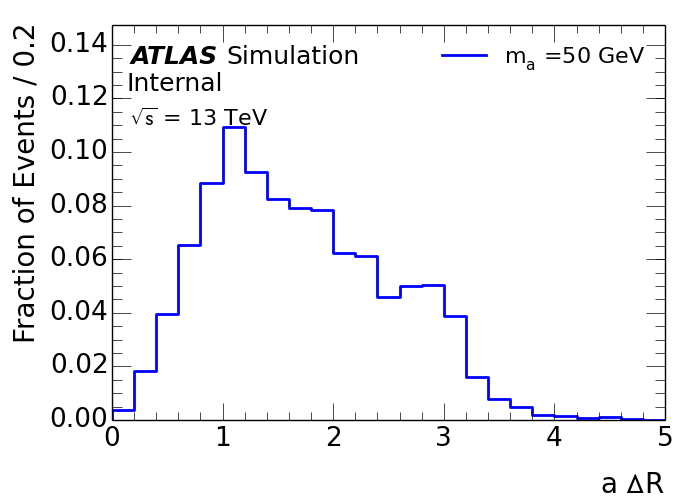 Fraction of Events / 0.2
0.14
0.12
0.10
0.08
0.06
0.04
0.02
0.00
ATLAS Simulation
Internal
√s = 13 TeV
mₐ =50 GeV
0 1 2 3 4 5
a ΔR